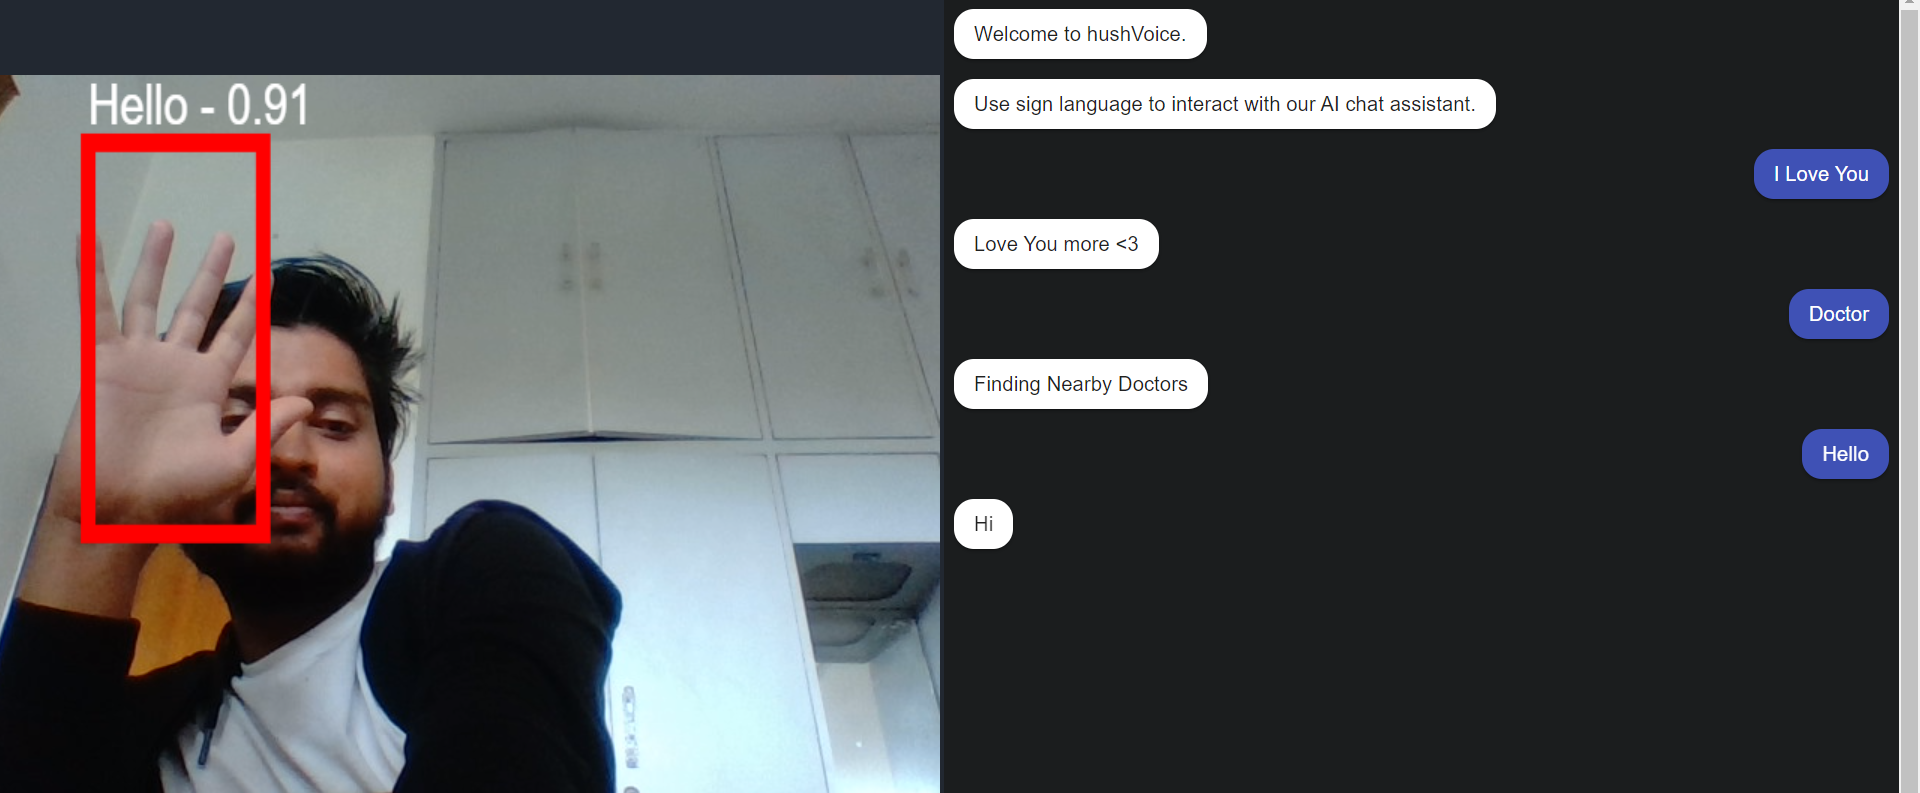 Hello - 0.91
Welcome to hushVoice.
Use sign language to interact with our AI chat assistant.
I Love You
Love You more <3
Doctor
Finding Nearby Doctors
Hello
Hi